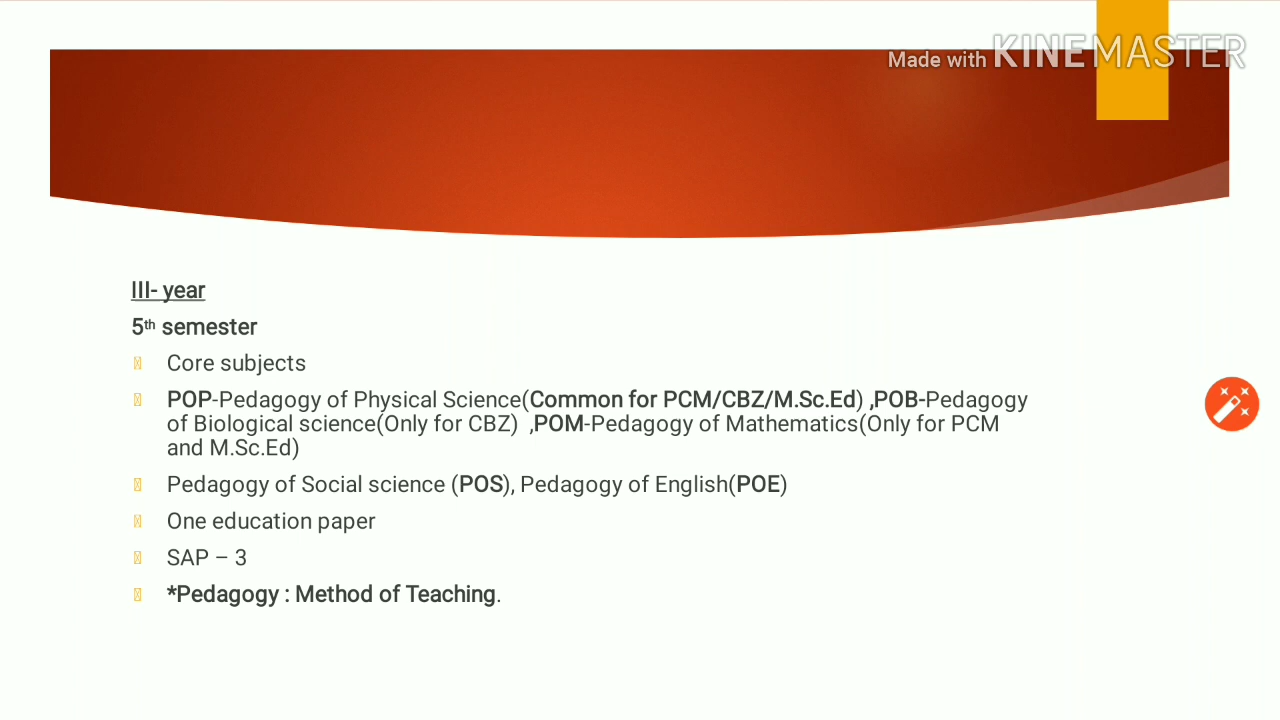 Made with KINEMASTER
III- year
5th semester
Core subjects
POP-Pedagogy of Physical Science(Common for PCM/CBZ/M.Sc.Ed) ,POB-Pedagogy
of Biological science(Only for CBZ)  ,POM-Pedagogy of Mathematics(Only for PCM
and M.Sc.Ed)
Pedagogy of Social science (POS), Pedagogy of English(POE)
One education paper
SAP – 3
*Pedagogy : Method of Teaching.